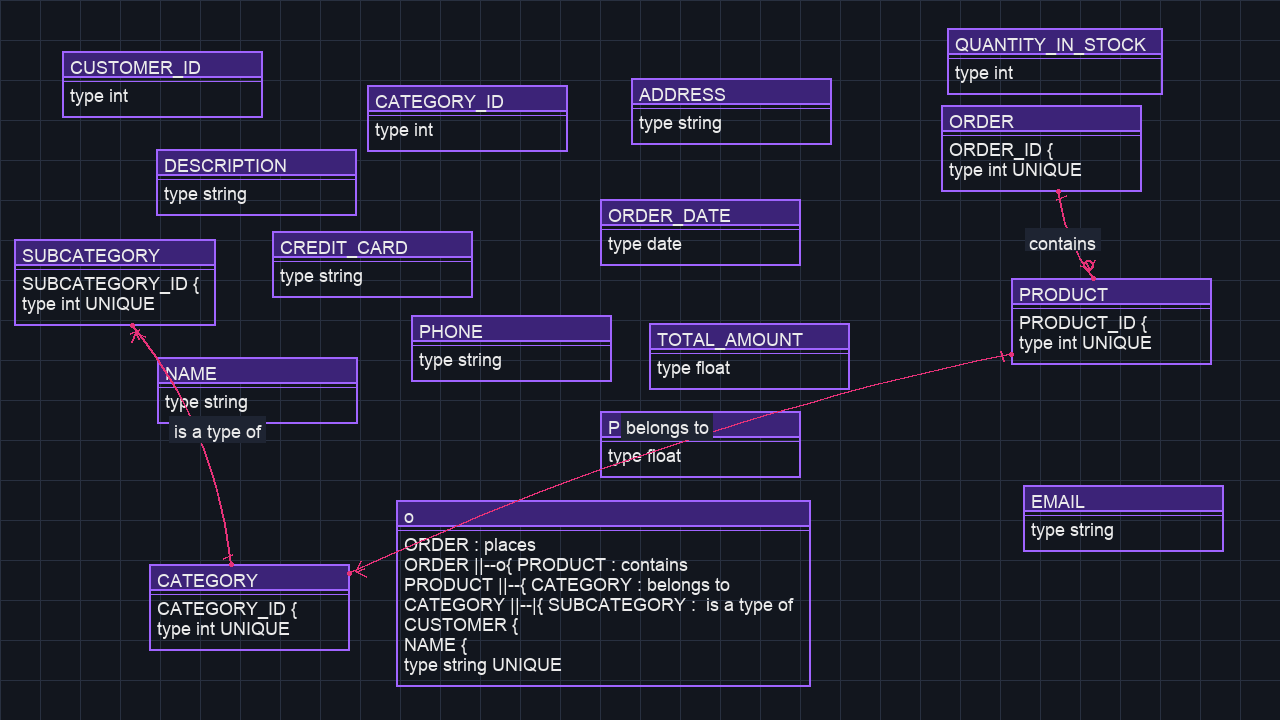 CUSTOMER_ID
type int
CATEGORY_ID
type int
ADDRESS
type string
QUANTITY_IN_STOCK
type int
ORDER
ORDER_ID {
type int UNIQUE
DESCRIPTION
type string
ORDER_DATE
type date
contains
SUBCATEGORY
SUBCATEGORY_ID {
type int UNIQUE
CREDIT_CARD
type string
PRODUCT
PRODUCT_ID {
type int UNIQUE
PHONE
type string
TOTAL_AMOUNT
type float
NAME
type string
is a type of
P
belongs to
type float
EMAIL
type string
o
ORDER : places
ORDER ||--o{ PRODUCT : contains
PRODUCT ||--{ CATEGORY : belongs to
CATEGORY ||--|{ SUBCATEGORY :  is a type of
CUSTOMER {
NAME {
type string UNIQUE
CATEGORY
CATEGORY_ID {
type int UNIQUE